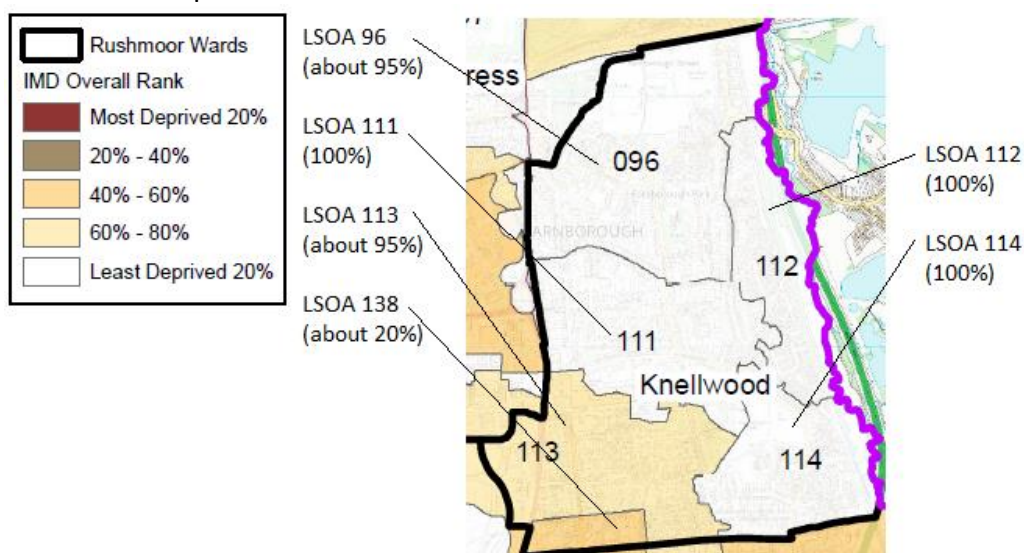 Rushmoor Wards
IMD Overall Rank
Most Deprived 20%
20% - 40%
40% - 60%
60% - 80%
Least Deprived 20%
LSOA 96
(about 95%)
LSOA 111
(100%)
LSOA 113
(about 95%)
LSOA 138
(about 20%)
ress
096
ARNBOROUGH
112
111
Knellwood
113
114
LSOA 112
(100%)
LSOA 114
(100%)